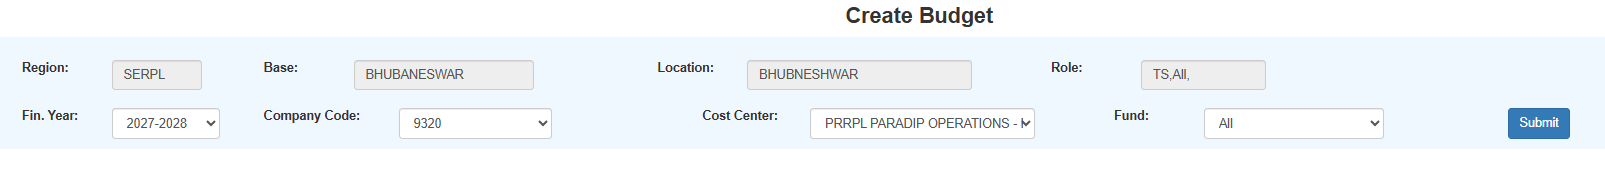 Create Budget
Region: SERPL Base: BHUBANESWAR Location: BHUBNESHWAR Role: TS,All,
Fin. Year: 2027-2028 Company Code: 9320 Cost Center: PRRPL PARADIP OPERATIONS - Fund: All Submit